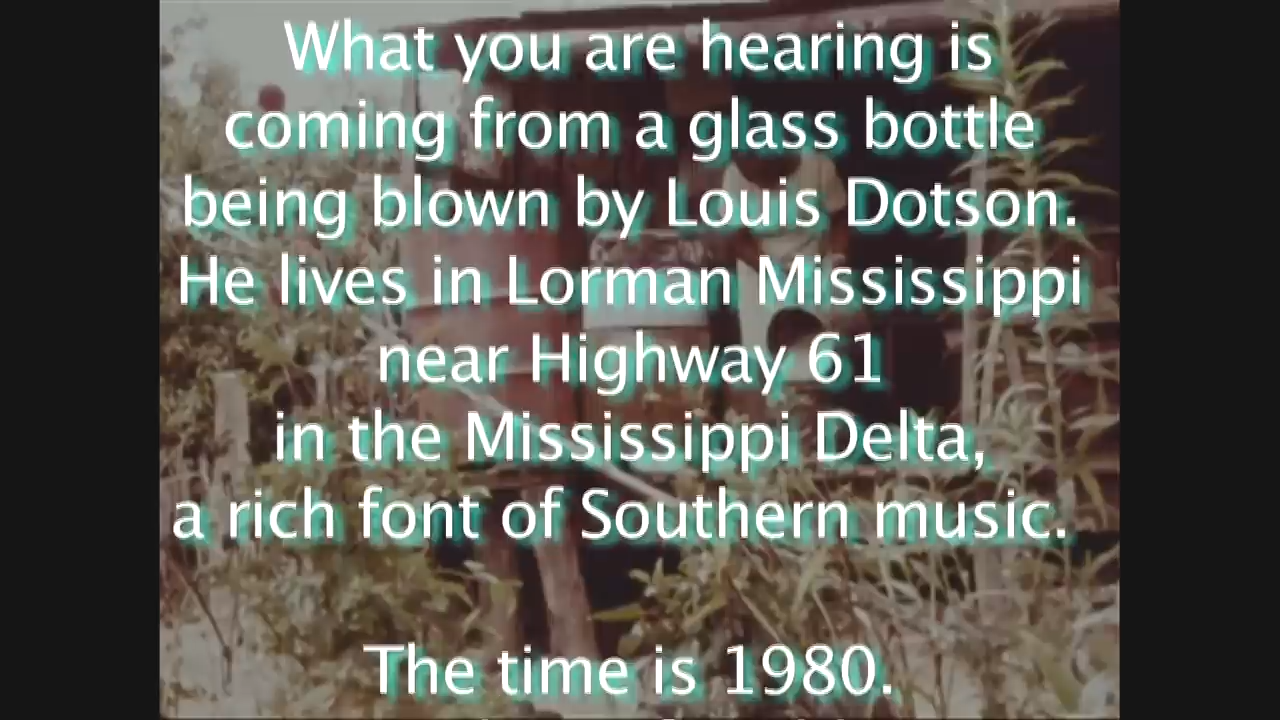 What you are hearing is
coming from a glass bottle
being blown by Louis Dotson.
He lives in Lorman Mississippi
near Highway 61
in the Mississippi Delta,
a rich font of Southern music.
The time is 1980.